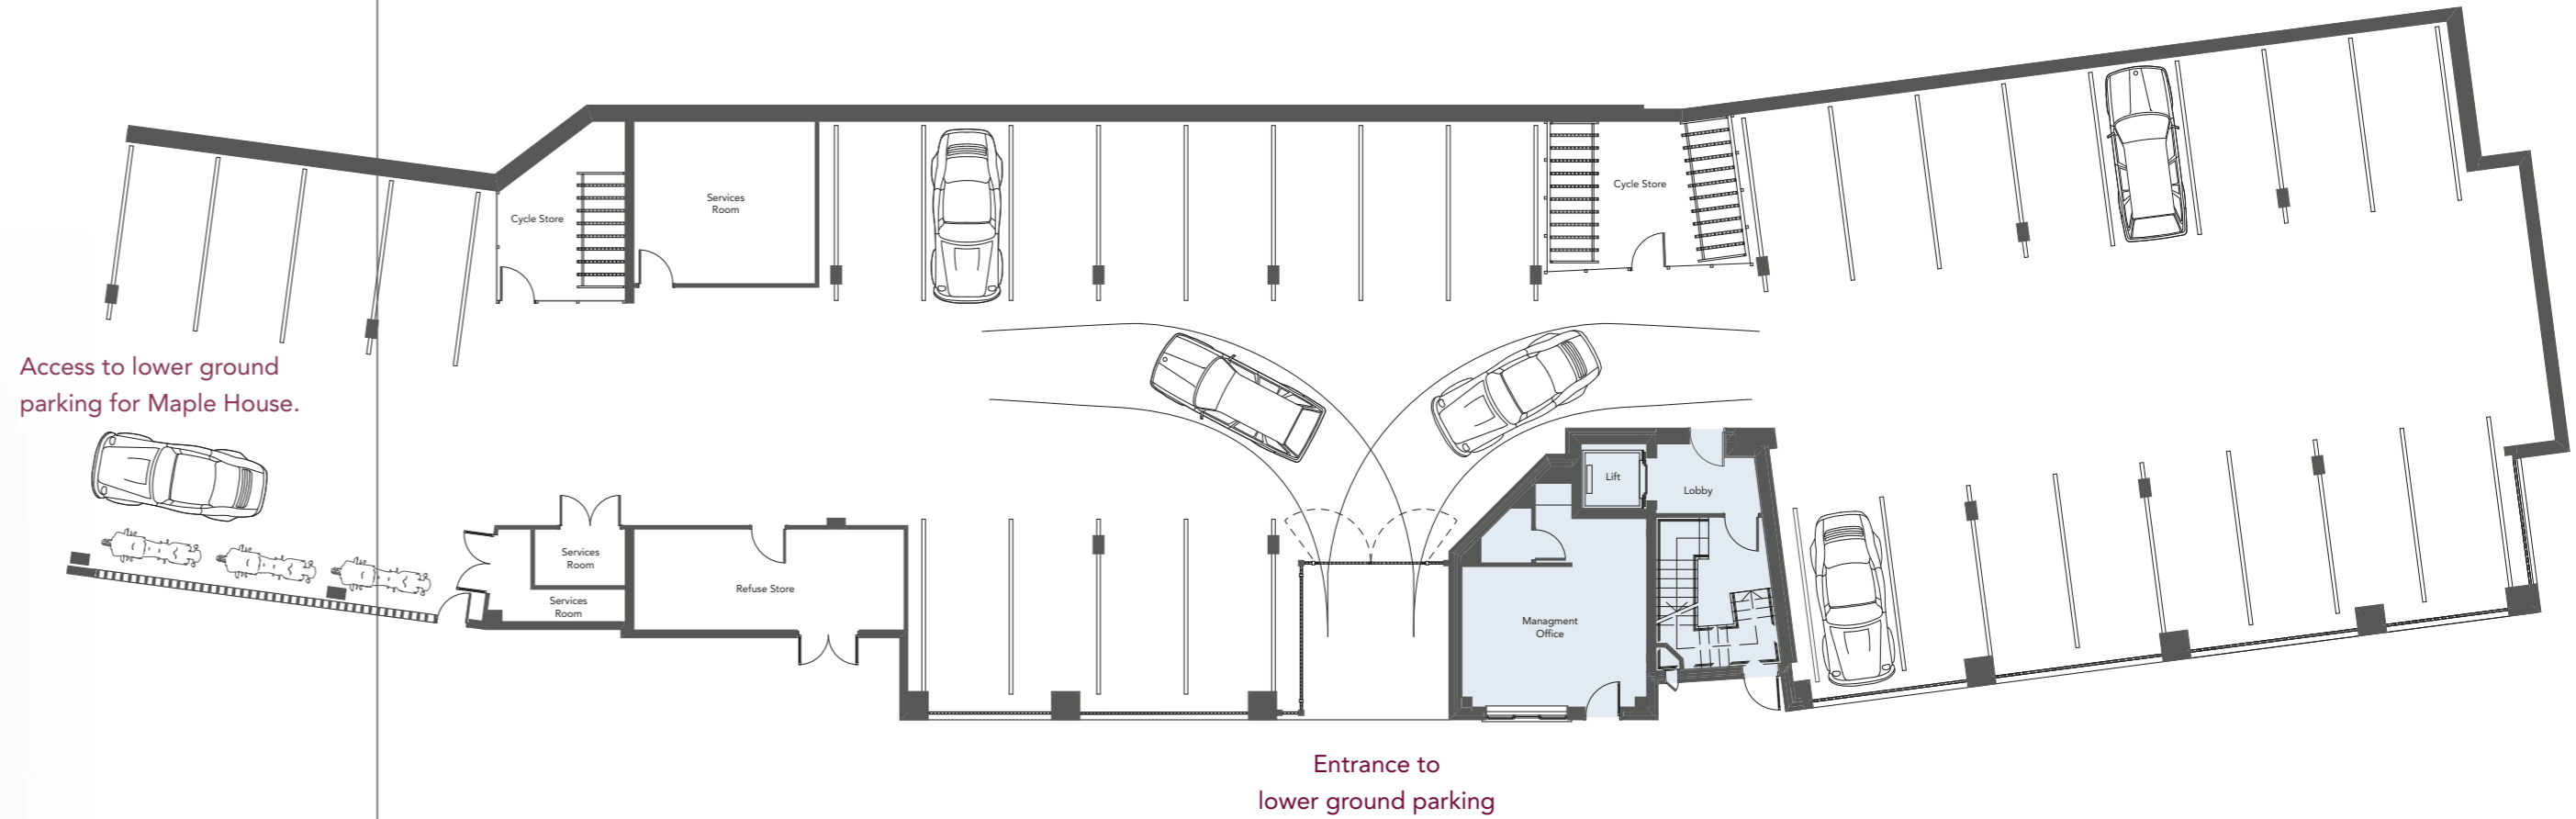 Cycle Store
Services
Room
Cycle Store
Access to lower ground
parking for Maple House.
Lift
Lobby
Services
Room
Services
Room
Refuse Store
Managment
Office
Entrance to
lower ground parking